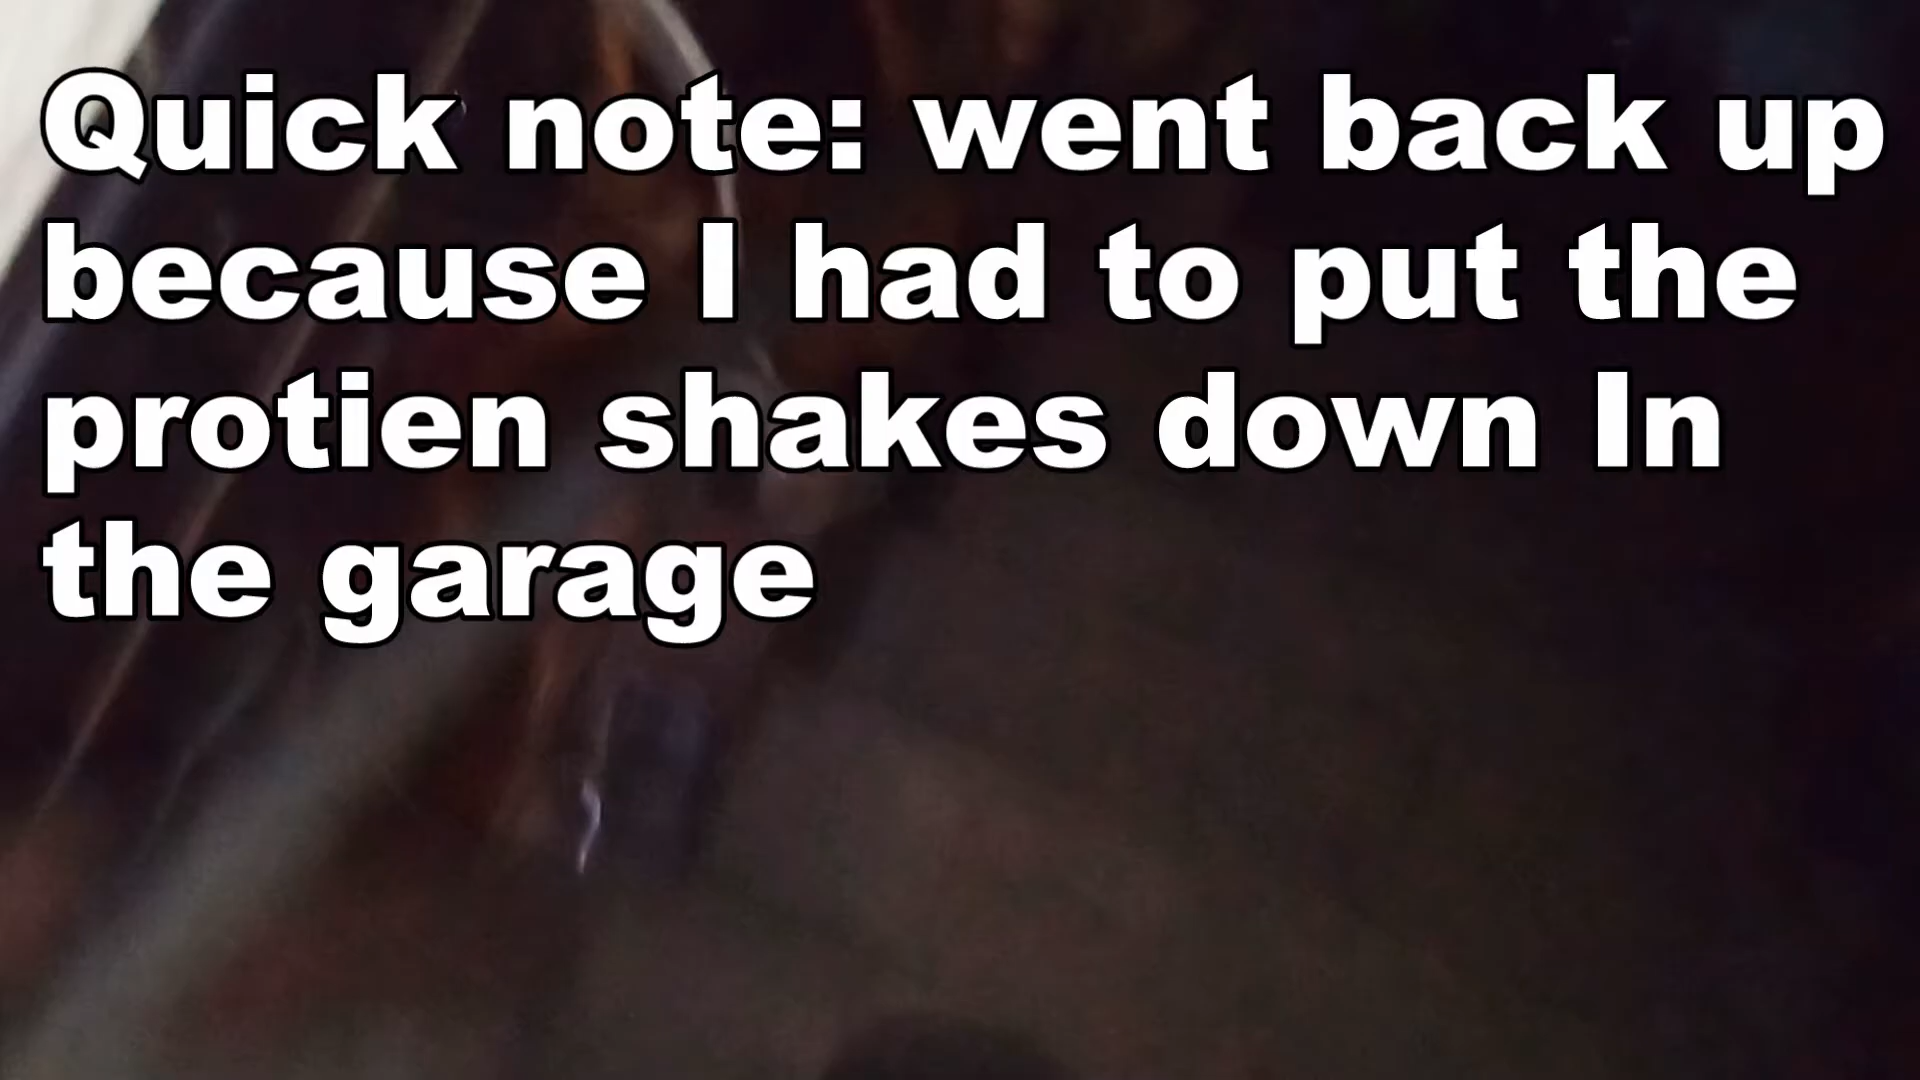 Quick note: went back up
because I had to put the
protien shakes down In
the garage